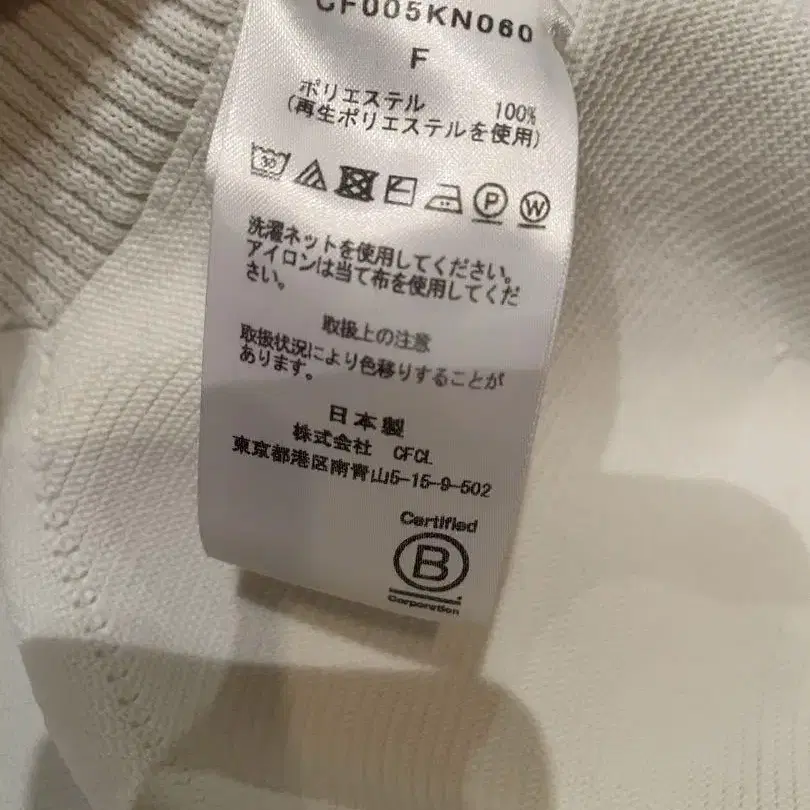 CF005KN060
F
ポリエステル 100%
(再生ポリエステルを使用)
30
P W
洗濯ネットを使用してください。
アイロンは当て布を使用してくだ
さい。
取扱上の注意
取扱状況により色移りすることが
あります。
日本製
株式会社 CFCL
東京都港区南青山5-15-9-502
Certified
B
Corporation